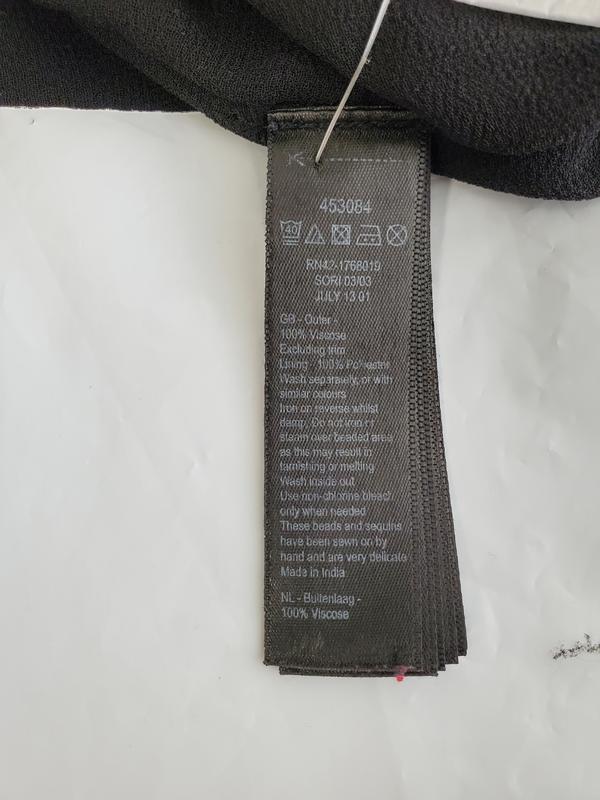 453084
40
RN42-1768019
SORI 03/03
JULY 13 01
GB - Outer -
100% Viscose
Excluding trim
Lining - 100% Polyester
Wash separately, or with
similar colours
Iron on reverse whilst
damp. Do not iron or
steam over beaded area
as this may result in
tarnishing or melting
Wash inside out
Use non-chlorine bleach
only when needed
These beads and sequins
have been sewn on by
hand and are very delicate
Made in India
NL - Buitenlaag -
100% Viscose